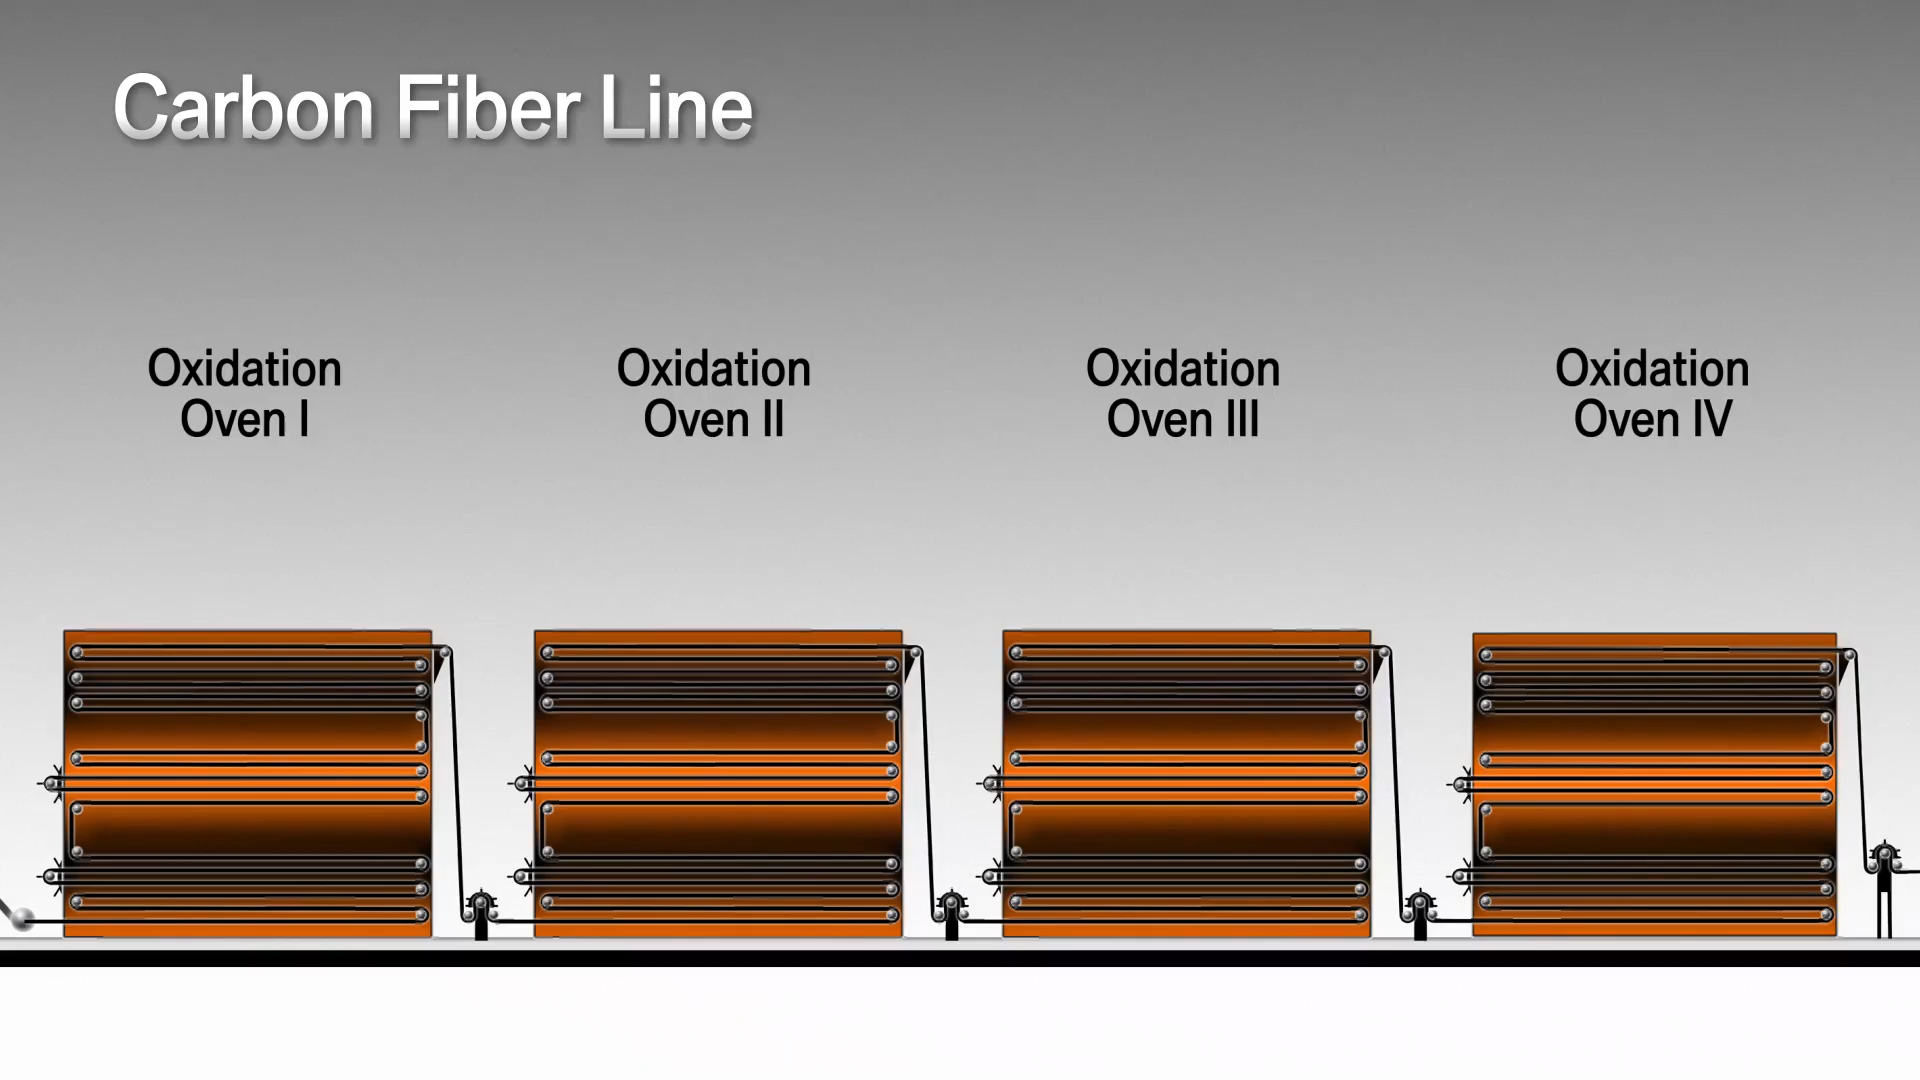 Carbon Fiber Line
Oxidation
Oven I
Oxidation
Oven II
Oxidation
Oven III
Oxidation
Oven IV